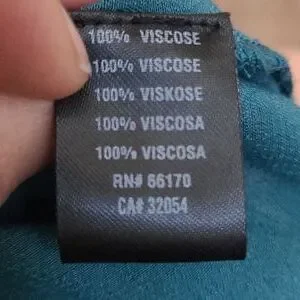 100% VISCOSE
100% VISCOSE
100% VISKOSE
100% VISCOSA
100% VISCOSA
RN# 66170
CA# 32054